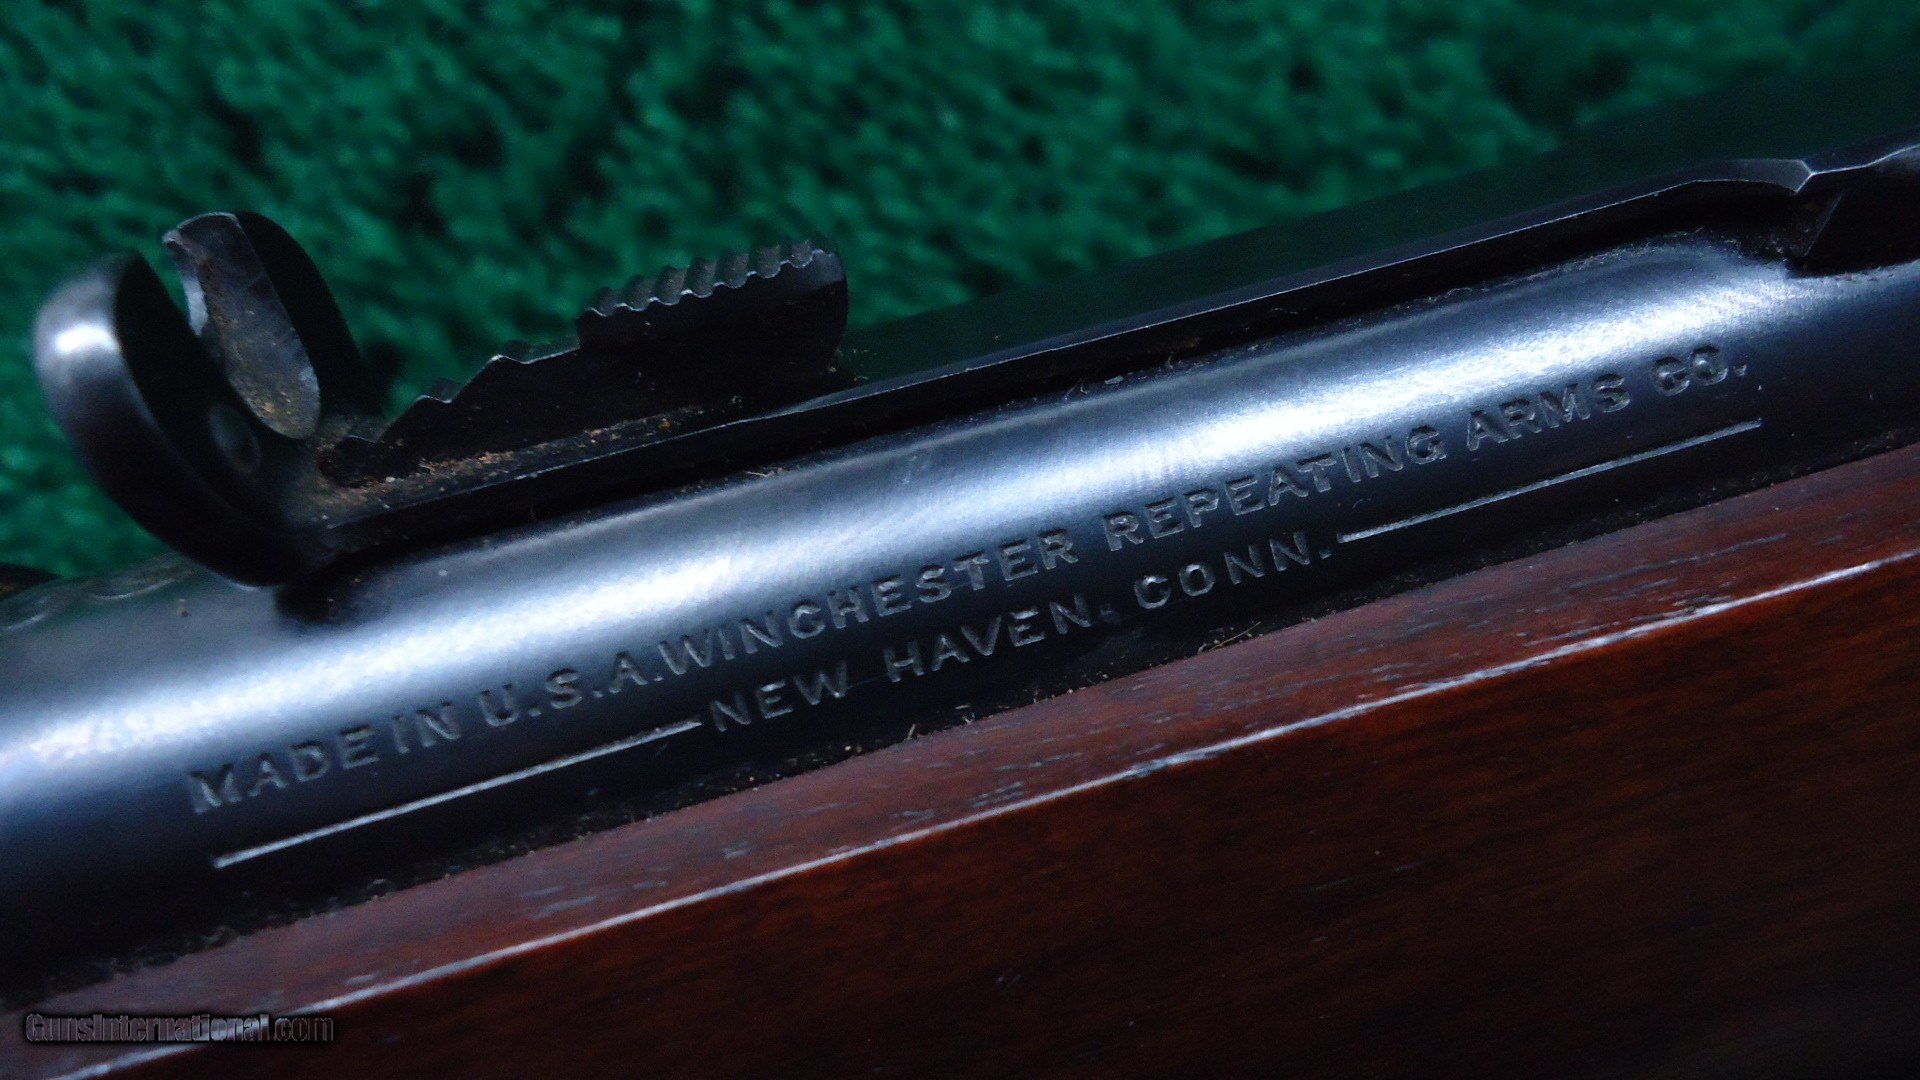 MADE IN U.S.A. WINCHESTER REPEATING ARMS CO.
NEW HAVEN. CONN.
GunsInternational.com